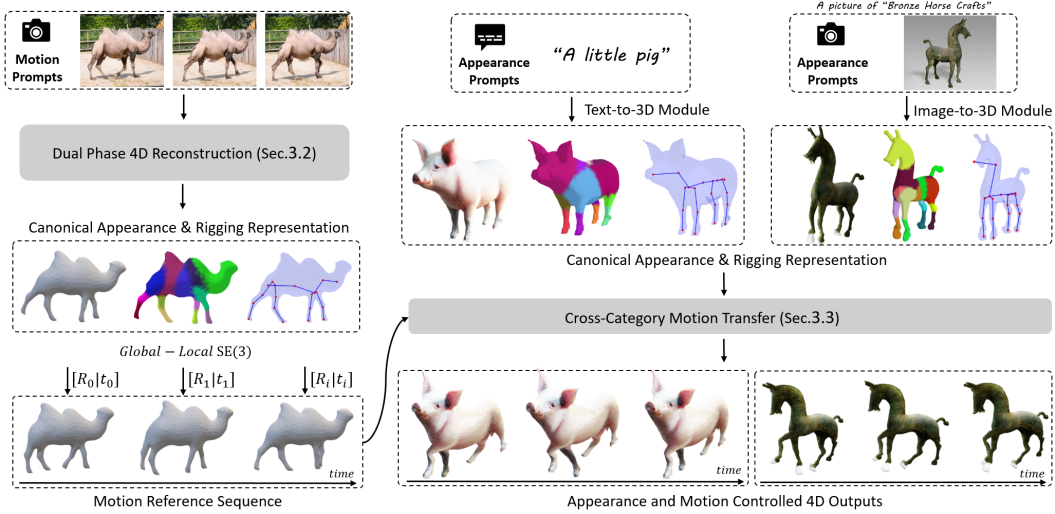 Motion
Prompts
Dual Phase 4D Reconstruction (Sec.3.2)
Canonical Appearance & Rigging Representation
Global − Local SE(3)
[R₀|t₀]
[R₁|t₁]
[Rᵢ|tᵢ]
time
Motion Reference Sequence
Appearance
Prompts
“A little pig”
Text-to-3D Module
A picture of “Bronze Horse Crafts”
Appearance
Prompts
Image-to-3D Module
Canonical Appearance & Rigging Representation
Cross-Category Motion Transfer (Sec.3.3)
time
time
Appearance and Motion Controlled 4D Outputs